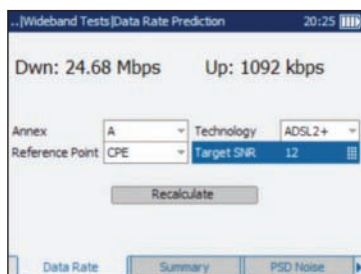 ..|Wideband Tests|Data Rate Prediction 20:25
Dwn: 24.68 Mbps Up: 1092 kbps
Annex A Technology ADSL2+
Reference Point CPE Target SNR 12
Recalculate
Data Rate Summary PSD Noise